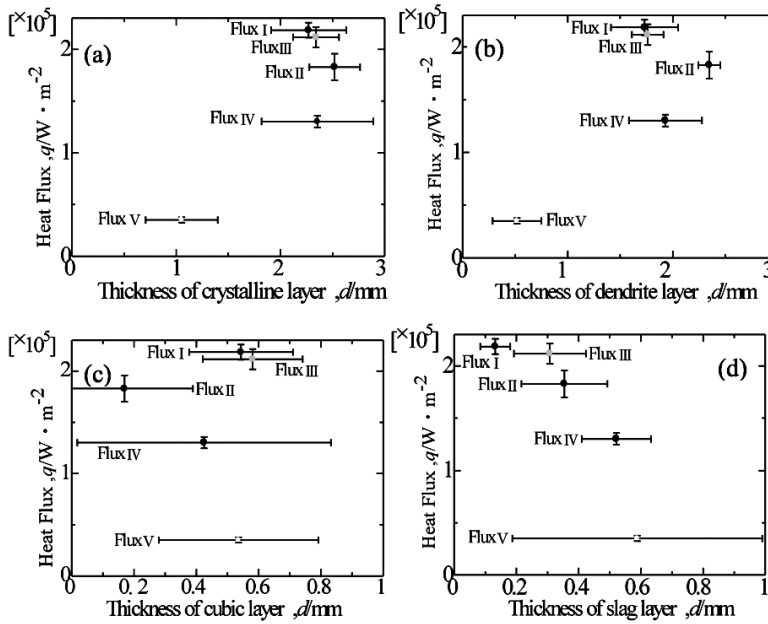 [×10⁵]
(a)
Flux I
Flux III
Flux II
Flux IV
Flux V
2
1
0
Heat Flux ,q/W・m⁻²
0 1 2 3
Thickness of crystalline layer ,d/mm
[×10⁵]
(b)
Flux I
Flux III
Flux II
Flux IV
Flux V
2
1
0
Heat Flux ,q/W・m⁻²
0 1 2 3
Thickness of dendrite layer ,d/mm
[×10⁵]
(c)
Flux I
Flux III
Flux II
Flux IV
Flux V
2
1
0
Heat Flux ,q/W・m⁻²
0.2 0.4 0.6 0.8 1
Thickness of cubic layer ,d/mm
[×10⁵]
(d)
Flux I
Flux III
Flux II
Flux IV
Flux V
2
1
0
Heat Flux ,q/W・m⁻²
0 0.2 0.4 0.6 0.8 1
Thickness of slag layer ,d/mm